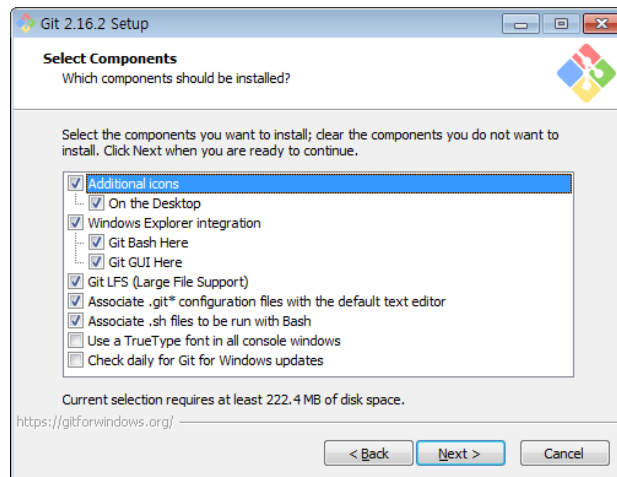 Git 2.16.2 Setup
Select Components
Which components should be installed?
Select the components you want to install; clear the components you do not want to
install. Click Next when you are ready to continue.
Additional icons
On the Desktop
Windows Explorer integration
Git Bash Here
Git GUI Here
Git LFS (Large File Support)
Associate .git* configuration files with the default text editor
Associate .sh files to be run with Bash
Use a TrueType font in all console windows
Check daily for Git for Windows updates
Current selection requires at least 222.4 MB of disk space.
https://gitforwindows.org/
< Back Next > Cancel